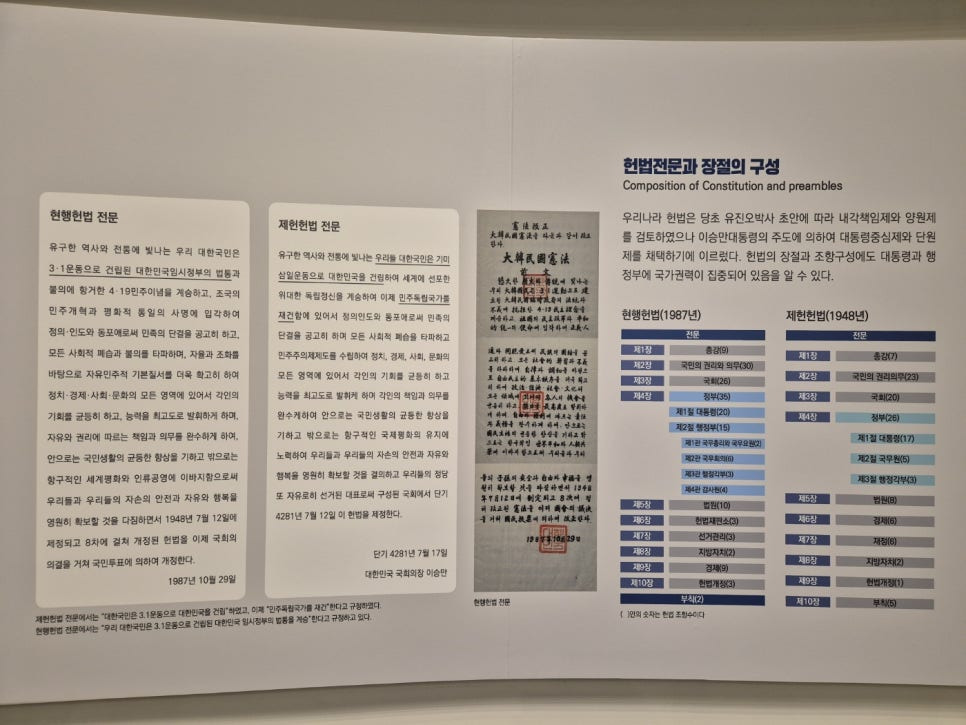 현행헌법 전문
유구한 역사와 전통에 빛나는 우리 대한국민은
3·1운동으로 건립된 대한민국임시정부의 법통과
불의에 항거한 4·19민주이념을 계승하고, 조국의
민주개혁과 평화적 통일의 사명에 입각하여
정의·인도와 동포애로써 민족의 단결을 공고히 하고,
모든 사회적 폐습과 불의를 타파하며, 자율과 조화를
바탕으로 자유민주적 기본질서를 더욱 확고히 하여
정치·경제·사회·문화의 모든 영역에 있어서 각인의
기회를 균등히 하고, 능력을 최고도로 발휘하게 하며,
자유와 권리에 따르는 책임과 의무를 완수하게 하여,
안으로는 국민생활의 균등한 향상을 기하고 밖으로는
항구적인 세계평화와 인류공영에 이바지함으로써
우리들과 우리들의 자손의 안전과 자유와 행복을
영원히 확보할 것을 다짐하면서 1948년 7월 12일에
제정되고 8차에 걸쳐 개정된 헌법을 이제 국회의
의결을 거쳐 국민투표에 의하여 개정한다.
1987년 10월 29일
제헌헌법 전문
유구한 역사와 전통에 빛나는 우리들 대한국민은 기미
삼일운동으로 대한민국을 건립하여 세계에 선포한
위대한 독립정신을 계승하여 이제 민주독립국가를
재건함에 있어서 정의인도와 동포애로써 민족의
단결을 공고히 하며 모든 사회적 폐습을 타파하고
민주주의제제도를 수립하여 정치, 경제, 사회, 문화의
모든 영역에 있어서 각인의 기회를 균등히 하고
능력을 최고도로 발휘케 하며 각인의 책임과 의무를
완수케하여 안으로는 국민생활의 균등한 향상을
기하고 밖으로는 항구적인 국제평화의 유지에
노력하여 우리들과 우리들의 자손의 안전과 자유와
행복을 영원히 확보할 것을 결의하고 우리들의 정당
또 자유로히 선거된 대표로써 구성된 국회에서 단기
4281년 7월 12일 이 헌법을 제정한다.
단기 4281년 7월 17일
대한민국 국회의장 이승만
제헌헌법 전문에서는 "대한국민은 3.1운동으로 대한민국을 건립"하였고, 이제 "민주독립국가를 재건"한다고 규정하였다.
현행헌법 전문에서는 "우리 대한국민은 3.1운동으로 건립된 대한민국 임시정부의 법통을 계승"한다고 규정하고 있다.
憲法改正
大韓民國憲法
前文
1987年10月29日
현행헌법 전문
헌법전문과 장절의 구성
Composition of Constitution and preambles
우리나라 헌법은 당초 유진오박사 초안에 따라 내각책임제와 양원제
를 검토하였으나 이승만대통령의 주도에 의하여 대통령중심제와 단원
제를 채택하기에 이르렀다. 헌법의 장절과 조항구성에도 대통령과 행
정부에 국가권력이 집중되어 있음을 알 수 있다.
현행헌법(1987년)
전문
제1장 총강(9)
제2장 국민의 권리와 의무(30)
제3장 국회(26)
제4장 정부(35)
제1절 대통령(20)
제2절 행정부(15)
제1관 국무총리와 국무요원(2)
제2관 국무회의(6)
제3관 행정각부(3)
제4관 감사원(4)
제5장 법원(10)
제6장 헌법재판소(3)
제7장 선거관리(3)
제8장 지방자치(2)
제9장 경제(9)
제10장 헌법개정(3)
부칙(2)
( )안의 숫자는 헌법 조항수이다
제헌헌법(1948년)
전문
제1장 총강(7)
제2장 국민의 권리의무(23)
제3장 국회(20)
제4장 정부(26)
제1절 대통령(17)
제2절 국무원(5)
제3절 행정각부(3)
제5장 법원(8)
제6장 경제(6)
제7장 재정(6)
제8장 지방자치(2)
제9장 헌법개정(1)
제10장 부칙(5)